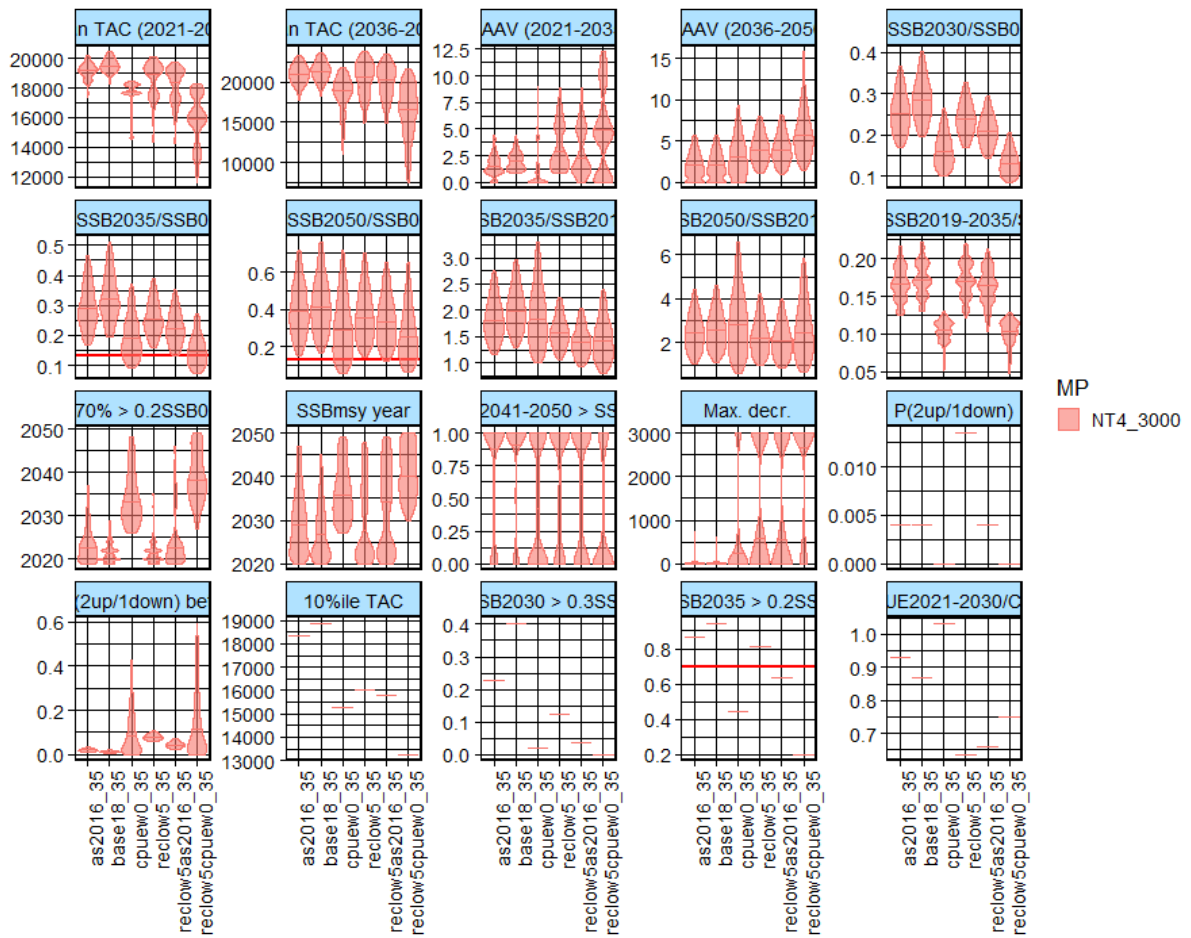 n TAC (2021-20
20000
18000
16000
14000
12000
n TAC (2036-20
20000
15000
10000
AAV (2021-203
12.5
10.0
7.5
5.0
2.5
0.0
AAV (2036-2050
15
10
5
0
SSB2030/SSB0
0.4
0.3
0.2
0.1
SSB2035/SSB0
0.5
0.4
0.3
0.2
0.1
SSB2050/SSB0
0.6
0.4
0.2
SB2035/SSB201
3.0
2.5
2.0
1.5
1.0
SB2050/SSB201
6
4
2
SSB2019-2035/S
0.20
0.15
0.10
0.05
70% > 0.2SSB0
2050
2040
2030
2020
SSBmsy year
2050
2040
2030
2020
2041-2050 > SS
1.00
0.75
0.50
0.25
0.00
Max. decr.
3000
2000
1000
0
P(2up/1down)
0.010
0.005
0.000
MP
NT4_3000
(2up/1down) be
0.6
0.4
0.2
0.0
10%ile TAC
19000
18000
17000
16000
15000
14000
13000
SB2030 > 0.3SS
0.4
0.3
0.2
0.1
0.0
SB2035 > 0.2SS
0.8
0.6
0.4
0.2
UE2021-2030/C
1.0
0.9
0.8
0.7
as2016_35
base18_35
cpuew0_35
reclow5_35
reclow5as2016_35
reclow5cpuew0_35
as2016_35
base18_35
cpuew0_35
reclow5_35
reclow5as2016_35
reclow5cpuew0_35
as2016_35
base18_35
cpuew0_35
reclow5_35
reclow5as2016_35
reclow5cpuew0_35
as2016_35
base18_35
cpuew0_35
reclow5_35
reclow5as2016_35
reclow5cpuew0_35
as2016_35
base18_35
cpuew0_35
reclow5_35
reclow5as2016_35
reclow5cpuew0_35